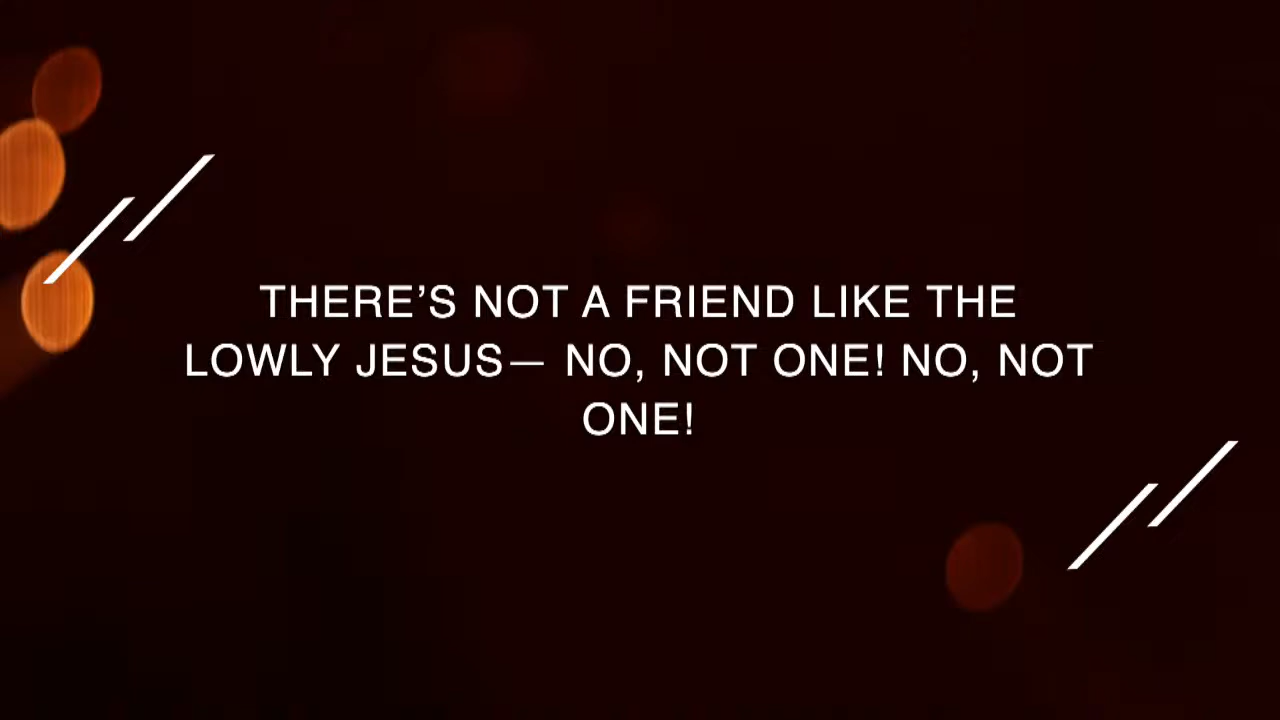 THERE’S NOT A FRIEND LIKE THE
LOWLY JESUS— NO, NOT ONE! NO, NOT
ONE!